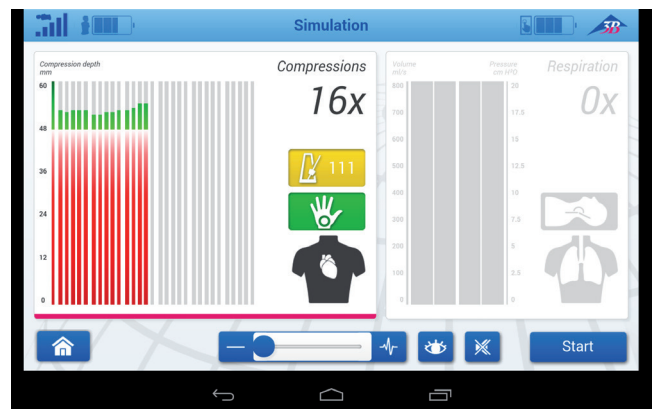 Simulation
3B
Compression depth
mm
60
48
36
24
12
0
Compressions
16x
111
Volume
ml/s
800
700
600
500
400
300
200
100
0
Pressure
cm H²O
20
17.5
15
12.5
10
7.5
5
2.5
0
Respiration
0x
Start